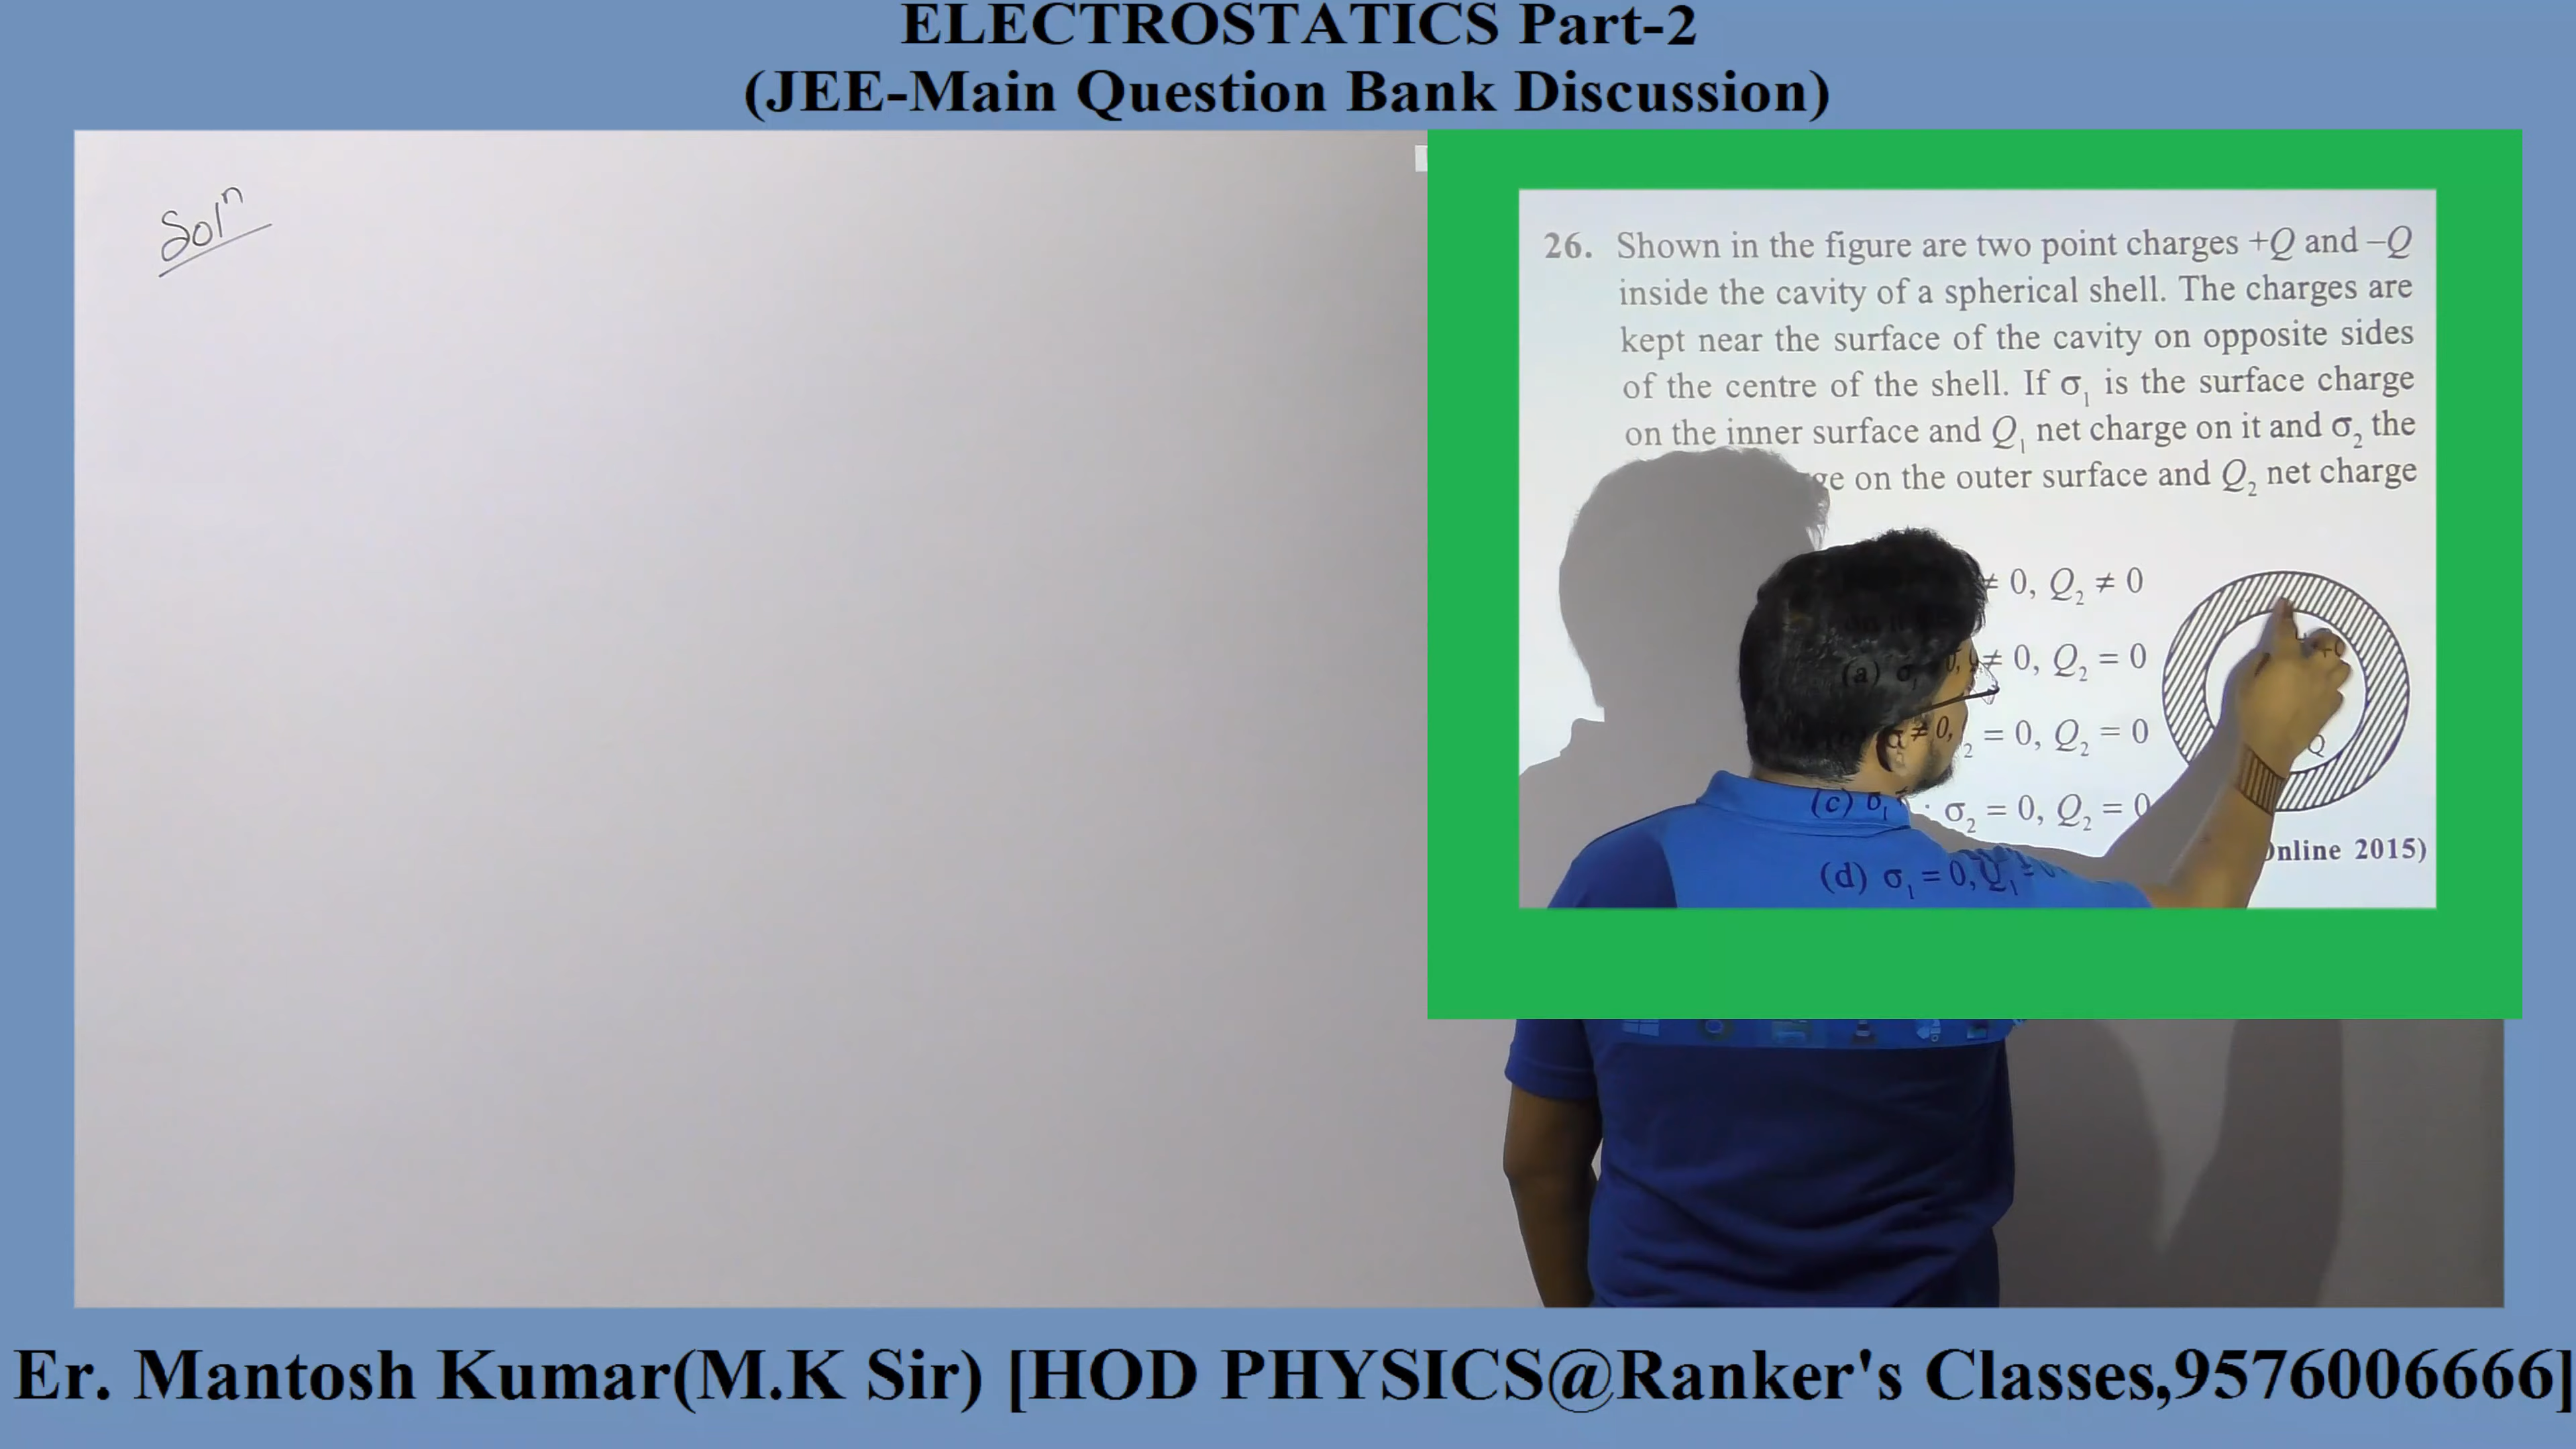 ELECTROSTATICS Part-2
(JEE-Main Question Bank Discussion)
Solⁿ
26. Shown in the figure are two point charges +Q and –Q
inside the cavity of a spherical shell. The charges are
kept near the surface of the cavity on opposite sides
of the centre of the shell. If σ₁ is the surface charge
on the inner surface and Q₁ net charge on it and σ₂ the
on the outer surface and Q₂ net charge
≠ 0, Q₂ ≠ 0
(a) σ ≠ 0, Q₂ = 0
≠ 0, = 0, Q₂ = 0
(c) σ₁ σ₂ = 0, Q₂ = 0
(d) σ₁ = 0, Q₁
+Q
Q
2015)
Er. Mantosh Kumar(M.K Sir) [HOD PHYSICS@Ranker's Classes,9576006666]